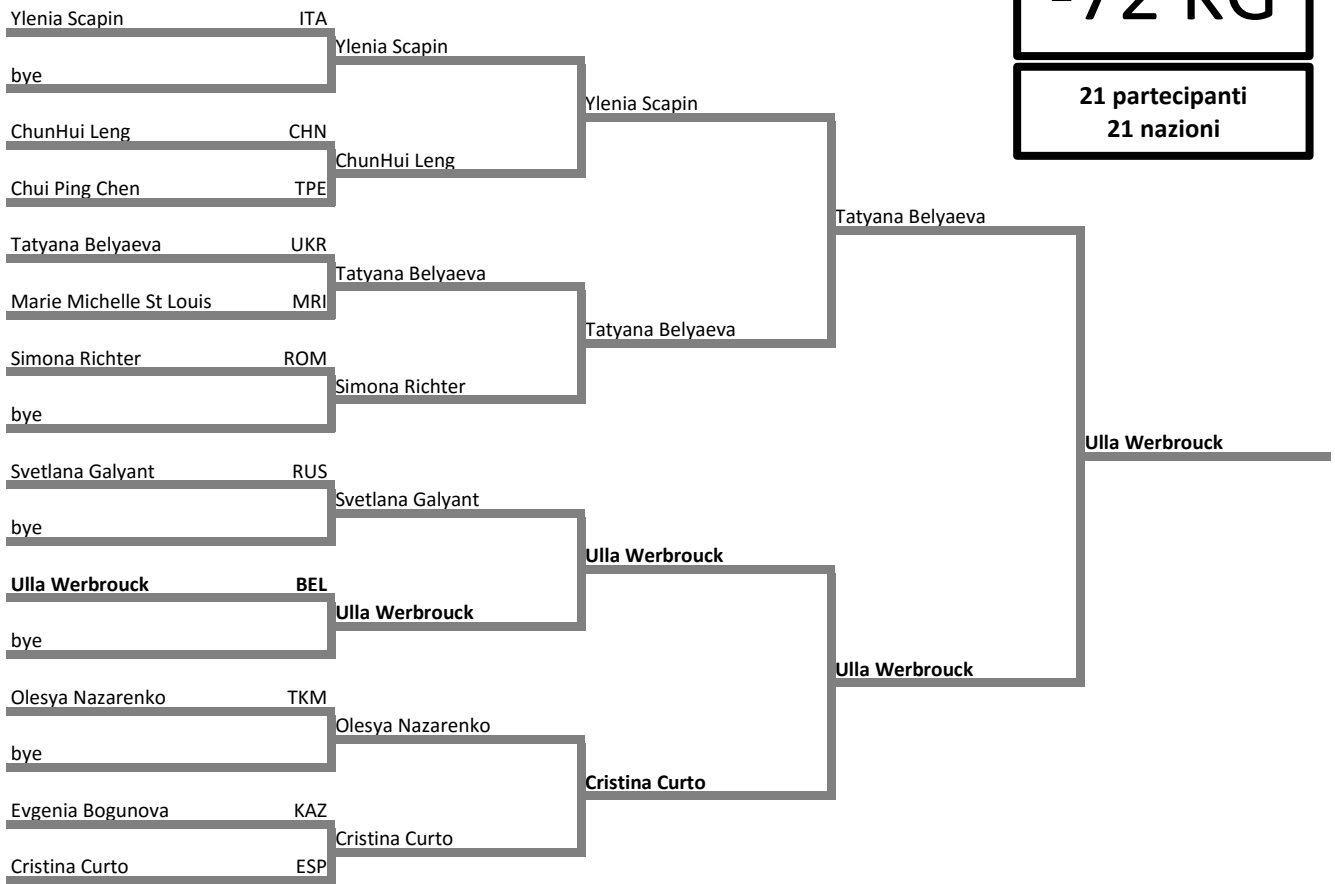 -72 KG
21 partecipanti
21 nazioni
Ylenia Scapin ITA
bye
ChunHui Leng CHN
Chui Ping Chen TPE
Tatyana Belyaeva UKR
Marie Michelle St Louis MRI
Simona Richter ROM
bye
Svetlana Galyant RUS
bye
Ulla Werbrouck BEL
bye
Olesya Nazarenko TKM
bye
Evgenia Bogunova KAZ
Cristina Curto ESP
Ylenia Scapin
ChunHui Leng
Tatyana Belyaeva
Simona Richter
Svetlana Galyant
Ulla Werbrouck
Olesya Nazarenko
Cristina Curto
Ylenia Scapin
Tatyana Belyaeva
Ulla Werbrouck
Cristina Curto
Tatyana Belyaeva
Ulla Werbrouck
Ulla Werbrouck